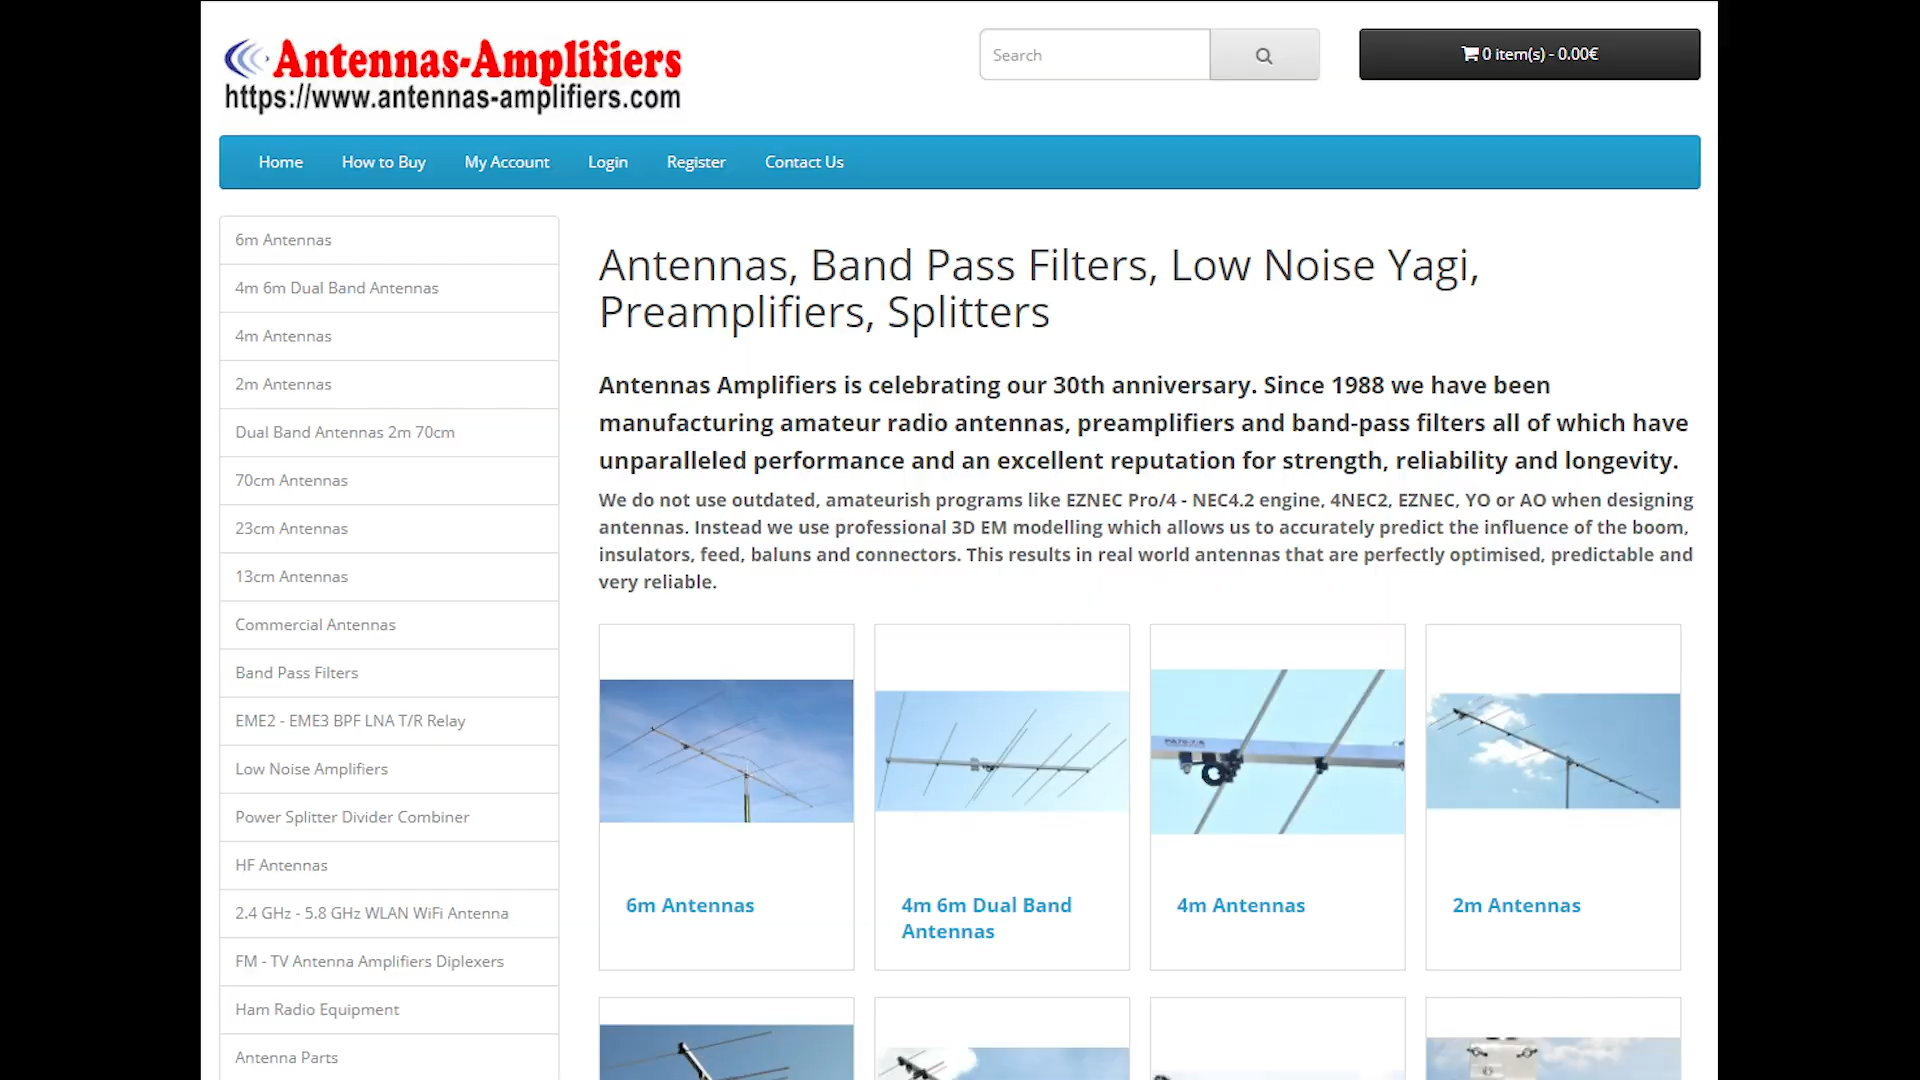 Antennas-Amplifiers
https://www.antennas-amplifiers.com
Search
0 item(s) - 0.00€
Home
How to Buy
My Account
Login
Register
Contact Us
6m Antennas
4m 6m Dual Band Antennas
4m Antennas
2m Antennas
Dual Band Antennas 2m 70cm
70cm Antennas
23cm Antennas
13cm Antennas
Commercial Antennas
Band Pass Filters
EME2 - EME3 BPF LNA T/R Relay
Low Noise Amplifiers
Power Splitter Divider Combiner
HF Antennas
2.4 GHz - 5.8 GHz WLAN WiFi Antenna
FM - TV Antenna Amplifiers Diplexers
Ham Radio Equipment
Antenna Parts
Antennas, Band Pass Filters, Low Noise Yagi,
Preamplifiers, Splitters
Antennas Amplifiers is celebrating our 30th anniversary. Since 1988 we have been
manufacturing amateur radio antennas, preamplifiers and band-pass filters all of which have
unparalleled performance and an excellent reputation for strength, reliability and longevity.
We do not use outdated, amateurish programs like EZNEC Pro/4 - NEC4.2 engine, 4NEC2, EZNEC, YO or AO when designing
antennas. Instead we use professional 3D EM modelling which allows us to accurately predict the influence of the boom,
insulators, feed, baluns and connectors. This results in real world antennas that are perfectly optimised, predictable and
very reliable.
6m Antennas
4m 6m Dual Band
Antennas
4m Antennas
2m Antennas